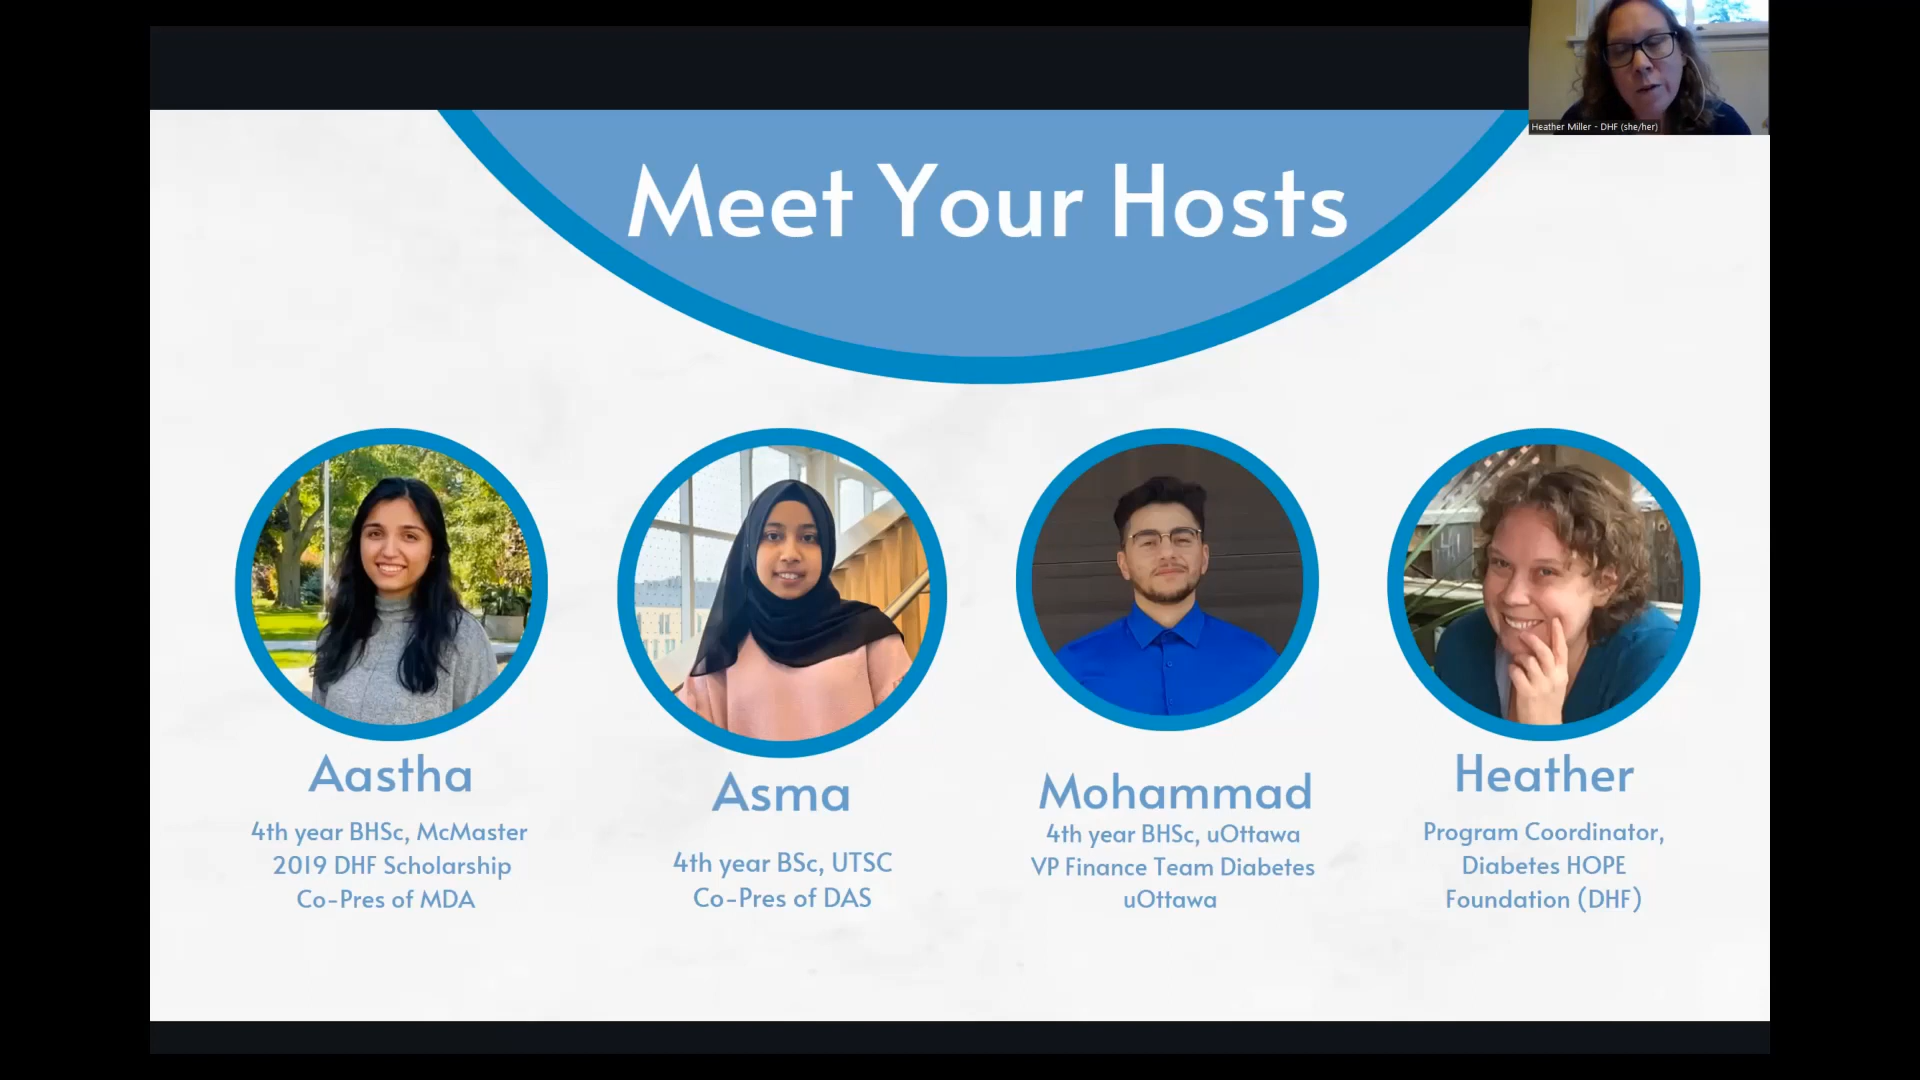 Heather Miller - DHF (she/her)
Meet Your Hosts
Aastha
4th year BHSc, McMaster
2019 DHF Scholarship
Co-Pres of MDA
Asma
4th year BSc, UTSC
Co-Pres of DAS
Mohammad
4th year BHSc, uOttawa
VP Finance Team Diabetes
uOttawa
Heather
Program Coordinator,
Diabetes HOPE
Foundation (DHF)